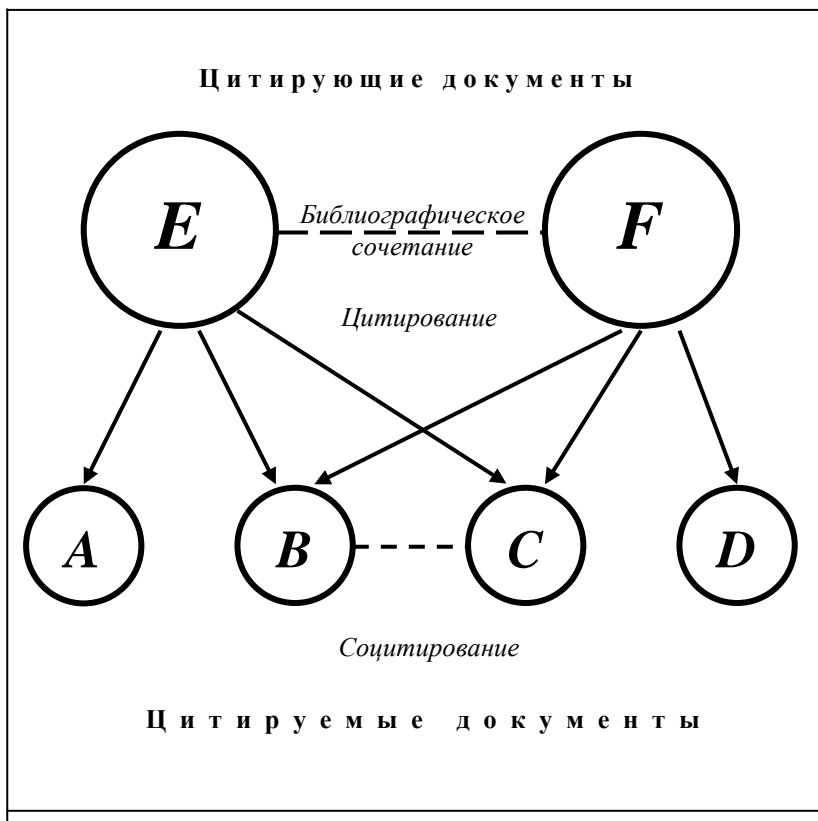 Цитирующие документы
E
F
Библиографическое
сочетание
Цитирование
A
B
C
D
Социтирование
Цитируемые документы